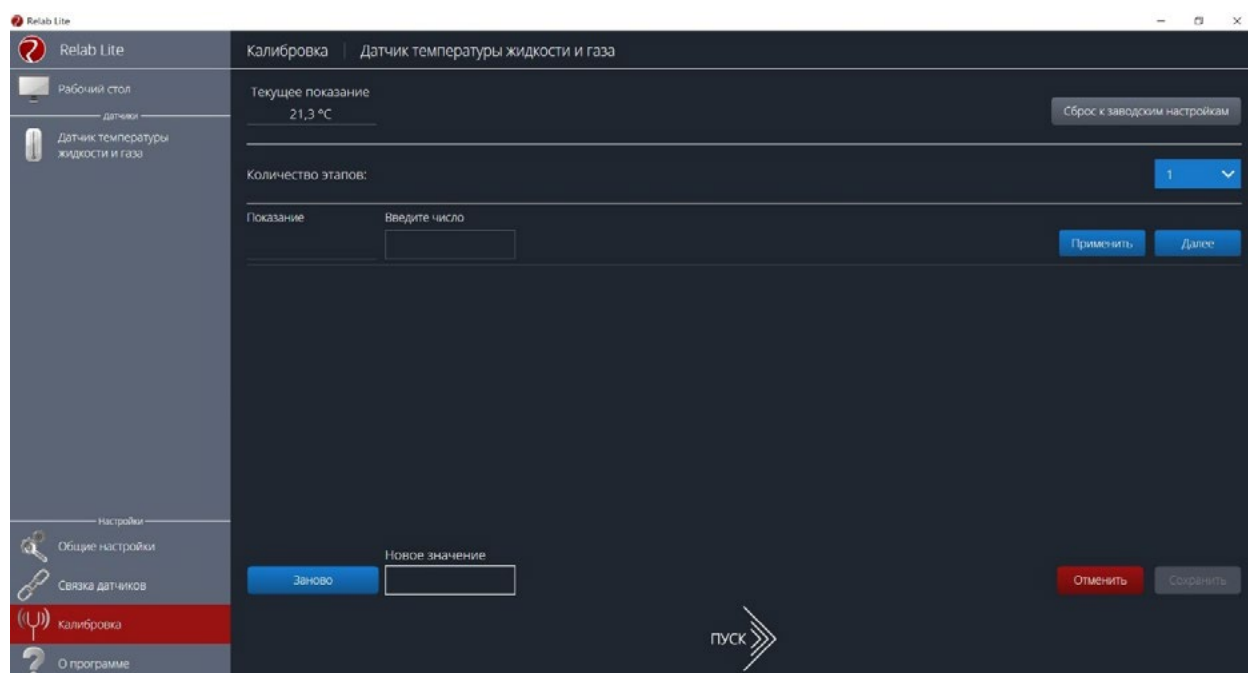 Relab Lite
Relab Lite
Рабочий стол
Датчики
Датчик температуры
жидкости и газа
Настройки
Общие настройки
Связка датчиков
Калибровка
О программе
Калибровка
Датчик температуры жидкости и газа
Текущее показание
21,3 °C
Сброс к заводским настройкам
Количество этапов:
1
Показание
Введите число
Применить
Далее
Новое значение
Заново
Отменить
Сохранить
ПУСК